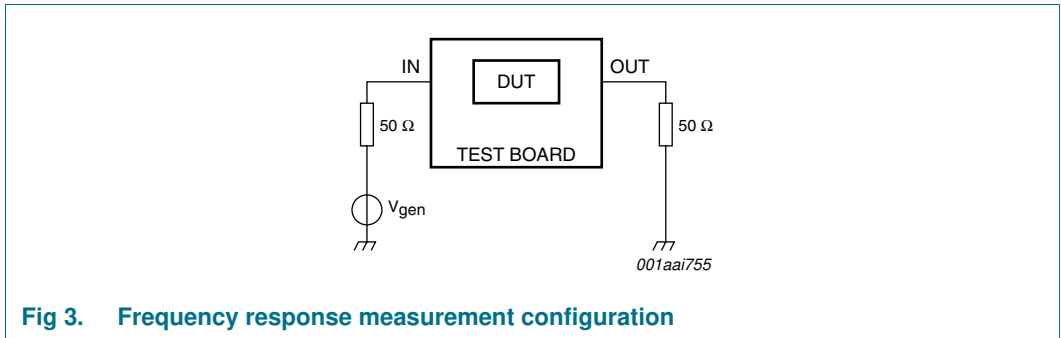 IN
DUT
OUT
50 Ω
50 Ω
TEST BOARD
Vgen
001aai755
Fig 3. Frequency response measurement configuration